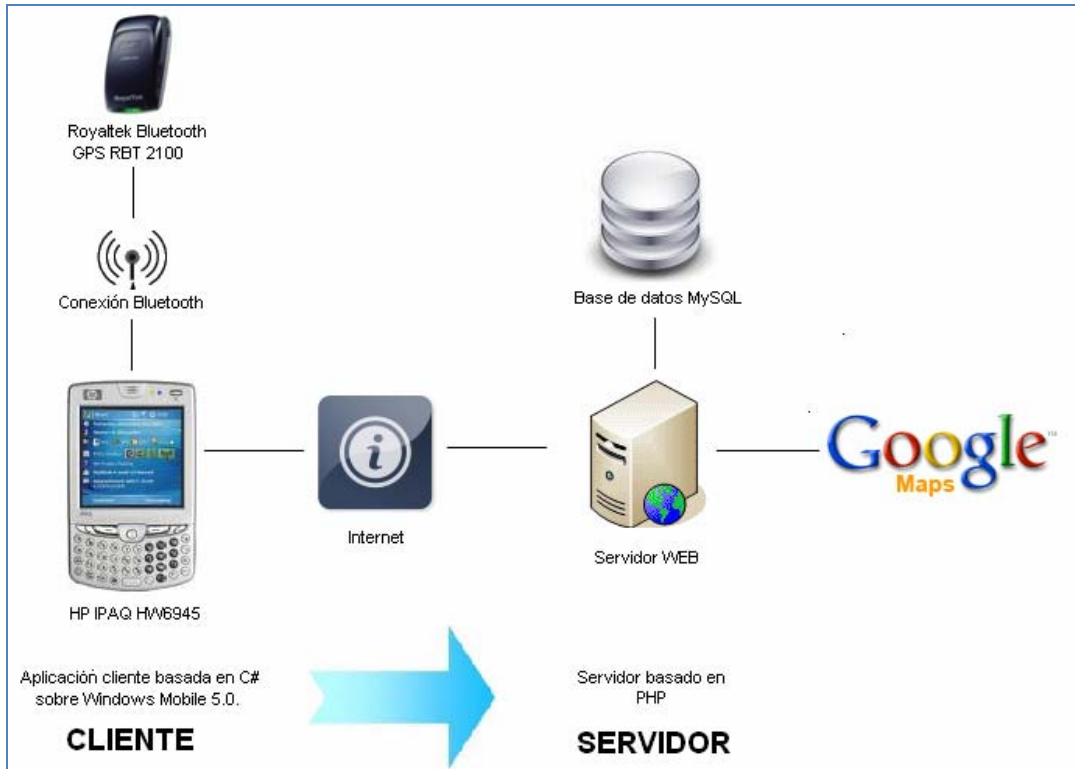 Royaltek Bluetooth
GPS RBT 2100
Conexión Bluetooth
Base de datos MySQL
Google
Maps
Internet
Servidor WEB
HP IPAQ HW6945
Aplicación cliente basada en C#
sobre Windows Mobile 5.0.
Servidor basado en
PHP
CLIENTE
SERVIDOR